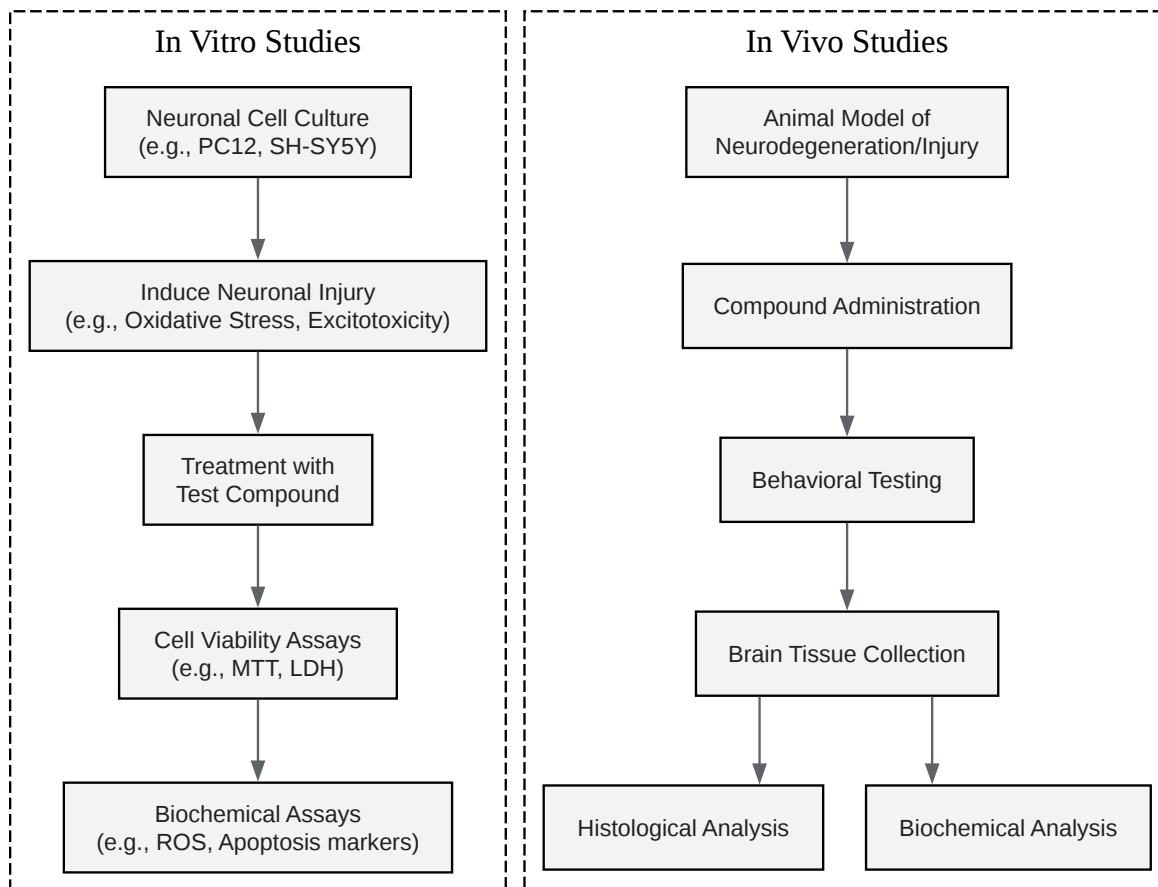 In Vitro Studies
Neuronal Cell Culture
(e.g., PC12, SH-SY5Y)
Induce Neuronal Injury
(e.g., Oxidative Stress, Excitotoxicity)
Treatment with
Test Compound
Cell Viability Assays
(e.g., MTT, LDH)
Biochemical Assays
(e.g., ROS, Apoptosis markers)
In Vivo Studies
Animal Model of
Neurodegeneration/Injury
Compound Administration
Behavioral Testing
Brain Tissue Collection
Histological Analysis
Biochemical Analysis